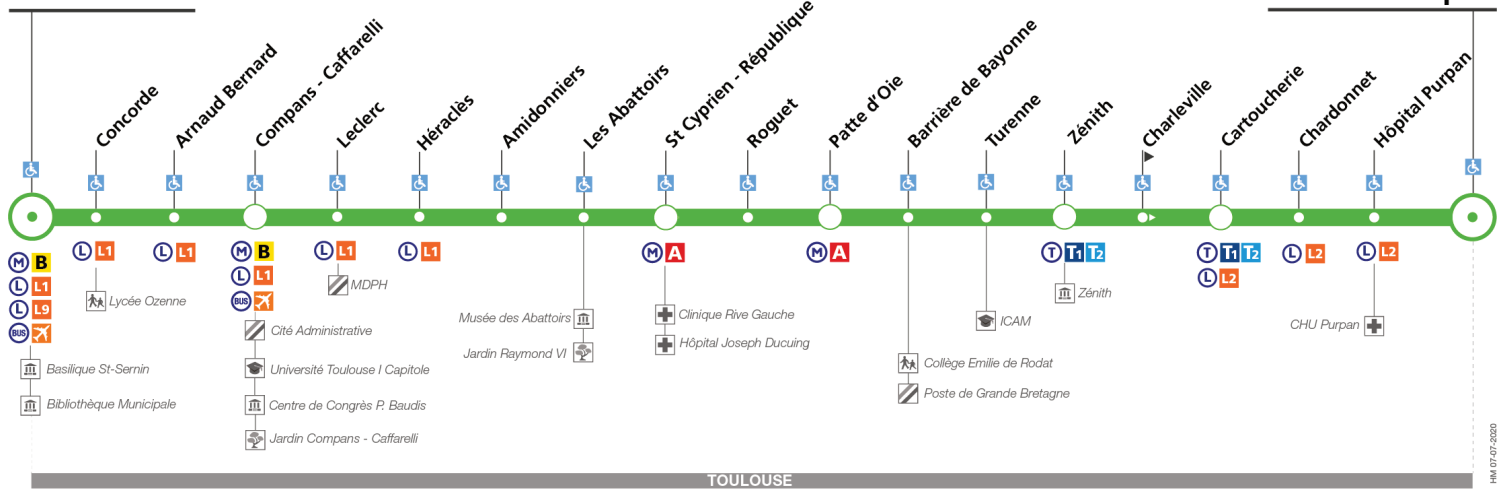 Concorde
Arnaud Bernard
Compans - Caffarelli
Leclerc
Héraclès
Amidonniers
Les Abattoirs
St Cyprien - République
Roguet
Patte d'Oie
Barrière de Bayonne
Turenne
Zénith
Charleville
Cartoucherie
Chardonnet
Hôpital Purpan
M B
L L1
L L9
BUS
Basilique St-Sernin
Bibliothèque Municipale
L L1
Lycée Ozenne
L L1
M B
L L1
BUS
Cité Administrative
Université Toulouse I Capitole
Centre de Congrès P. Baudis
Jardin Compans - Caffarelli
L L1
MDPH
L L1
Musée des Abattoirs
Jardin Raymond VI
M A
Clinique Rive Gauche
Hôpital Joseph Ducuing
M A
Collège Emilie de Rodat
Poste de Grande Bretagne
ICAM
T T1 T2
Zénith
T T1 T2
L L2
L L2
L L2
CHU Purpan
TOULOUSE
HM 07-07-2020